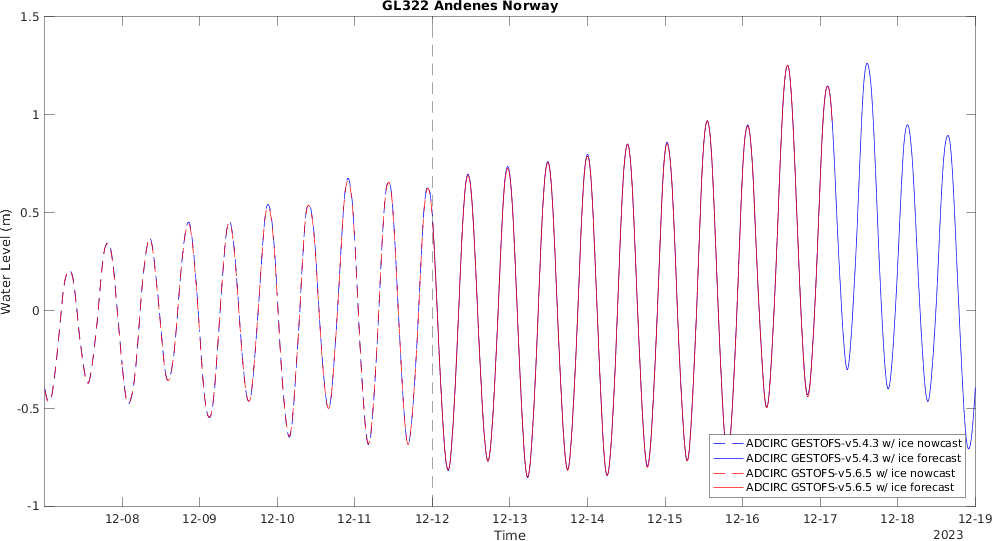 GL322 Andenes Norway
1.5
1
0.5
0
-0.5
-1
Water Level (m)
12-08 12-09 12-10 12-11 12-12 12-13 12-14 12-15 12-16 12-17 12-18 12-19
Time
2023
ADCIRC GESTOFS-v5.4.3 w/ ice nowcast
ADCIRC GESTOFS-v5.4.3 w/ ice forecast
ADCIRC GSTOFS-v5.6.5 w/ ice nowcast
ADCIRC GSTOFS-v5.6.5 w/ ice forecast